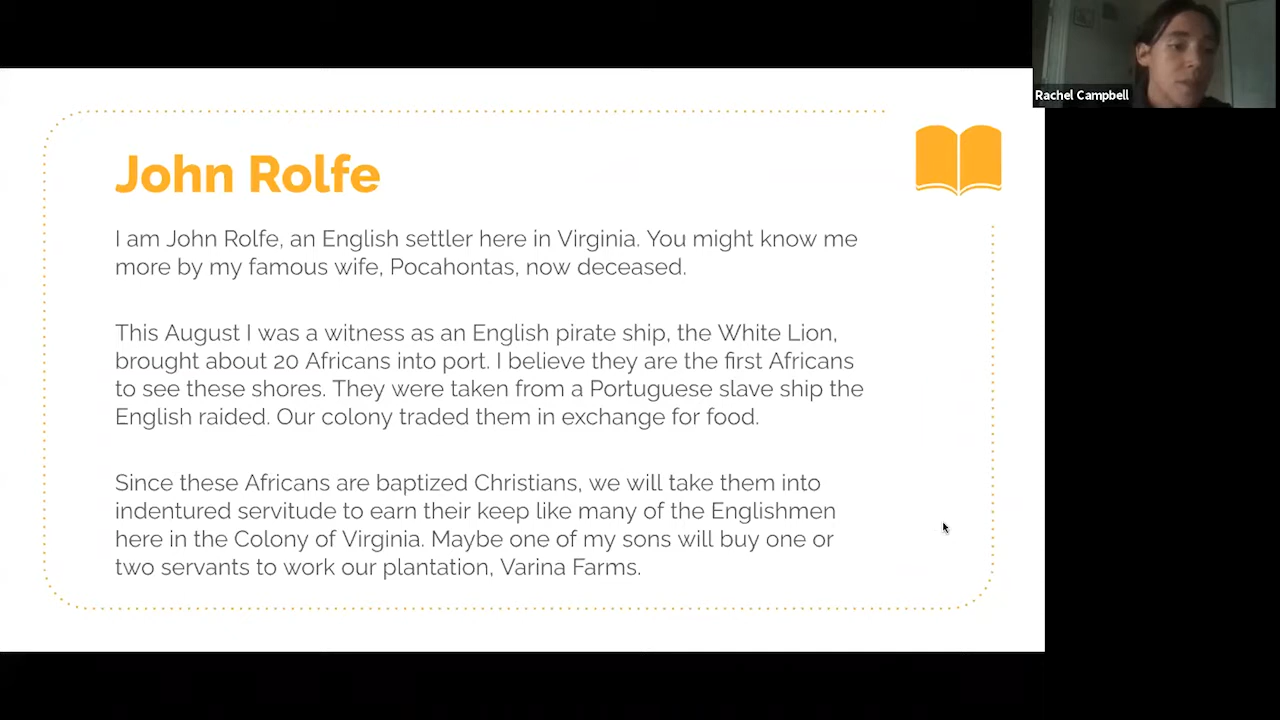 Rachel Campbell
John Rolfe
I am John Rolfe, an English settler here in Virginia. You might know me
more by my famous wife, Pocahontas, now deceased.
This August I was a witness as an English pirate ship, the White Lion,
brought about 20 Africans into port. I believe they are the first Africans
to see these shores. They were taken from a Portuguese slave ship the
English raided. Our colony traded them in exchange for food.
Since these Africans are baptized Christians, we will take them into
indentured servitude to earn their keep like many of the Englishmen
here in the Colony of Virginia. Maybe one of my sons will buy one or
two servants to work our plantation, Varina Farms.